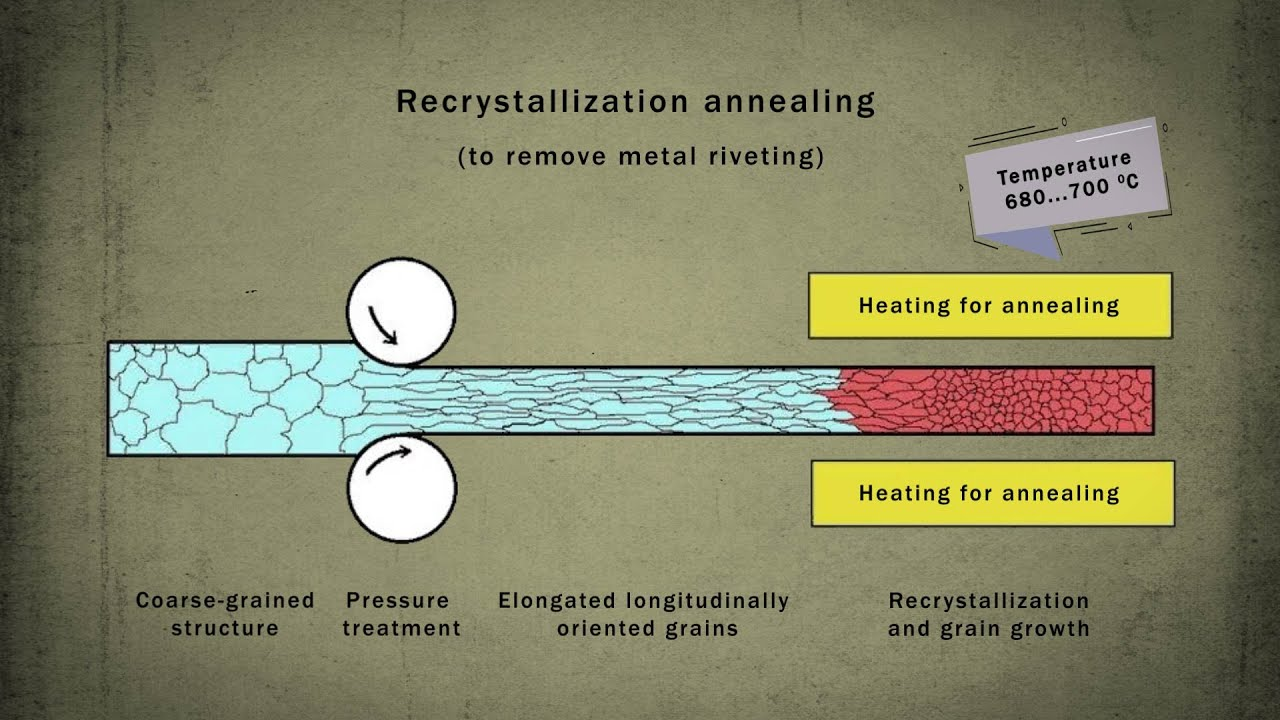 Recrystallization annealing
(to remove metal riveting)
Temperature
680...700 ºC
Heating for annealing
Heating for annealing
Coarse-grained
structure
Pressure
treatment
Elongated longitudinally
oriented grains
Recrystallization
and grain growth